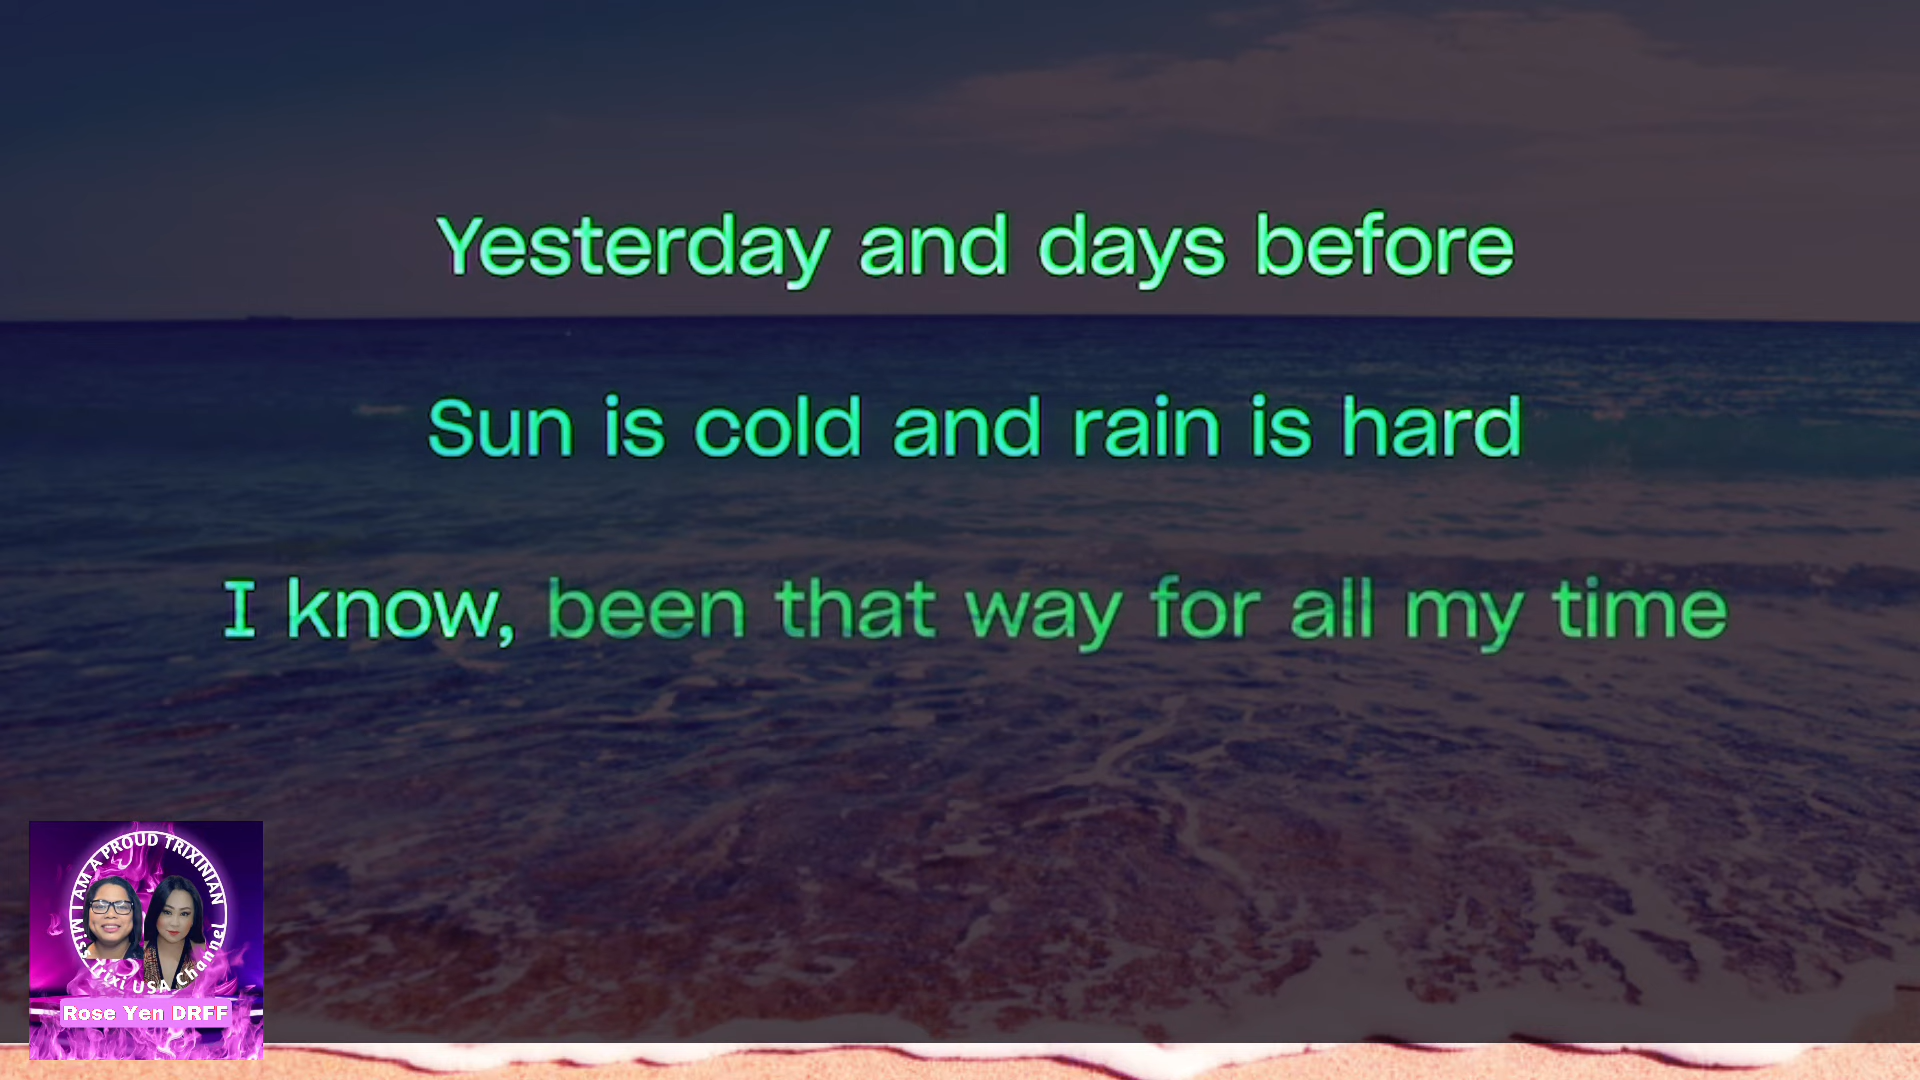 Yesterday and days before
Sun is cold and rain is hard
I know, been that way for all my time
I AM A PROUD TRIXINIAN
Miss Trixi USA Channel
Rose Yen DRFF